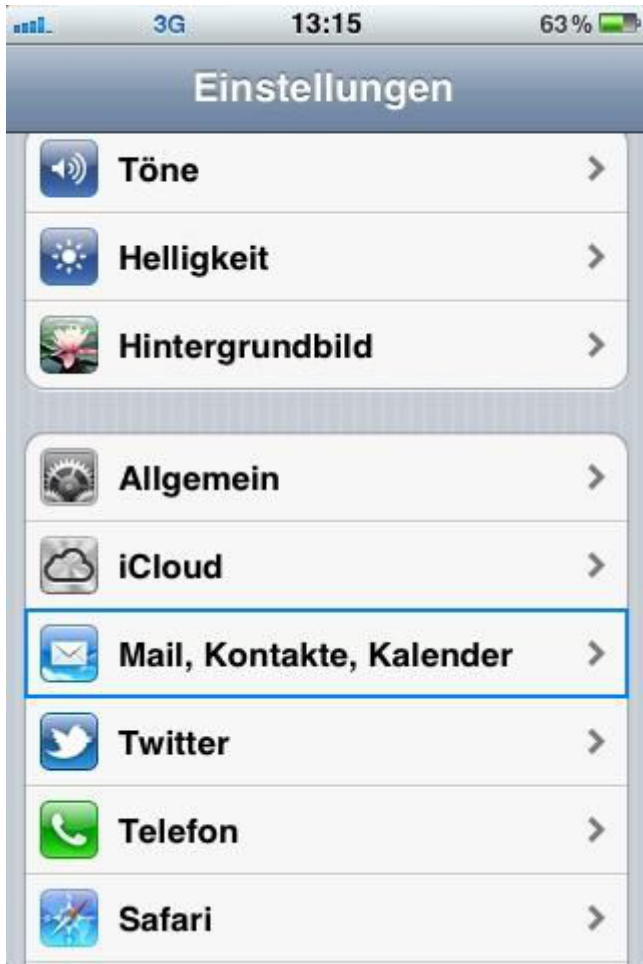 3G 13:15 63 %
Einstellungen
Töne
Helligkeit
Hintergrundbild
Allgemein
iCloud
Mail, Kontakte, Kalender
Twitter
Telefon
Safari